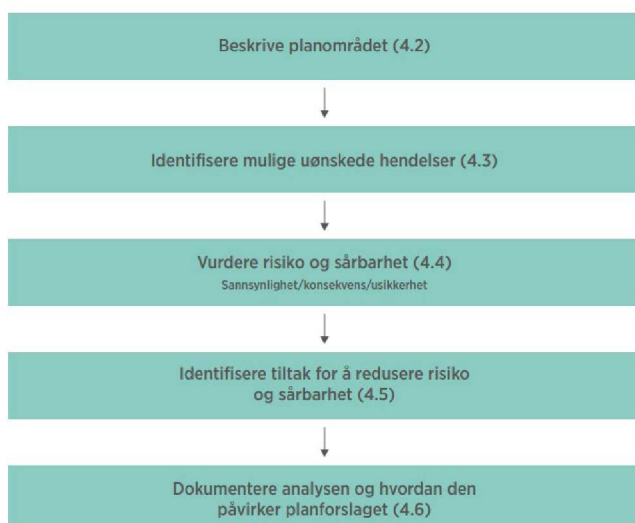 Beskrive planområdet (4.2)
Identifisere mulige uønskede hendelser (4.3)
Vurdere risiko og sårbarhet (4.4)
Sannsynlighet/konsekvens/usikkerhet
Identifisere tiltak for å redusere risiko
og sårbarhet (4.5)
Dokumentere analysen og hvordan den
påvirker planforslaget (4.6)